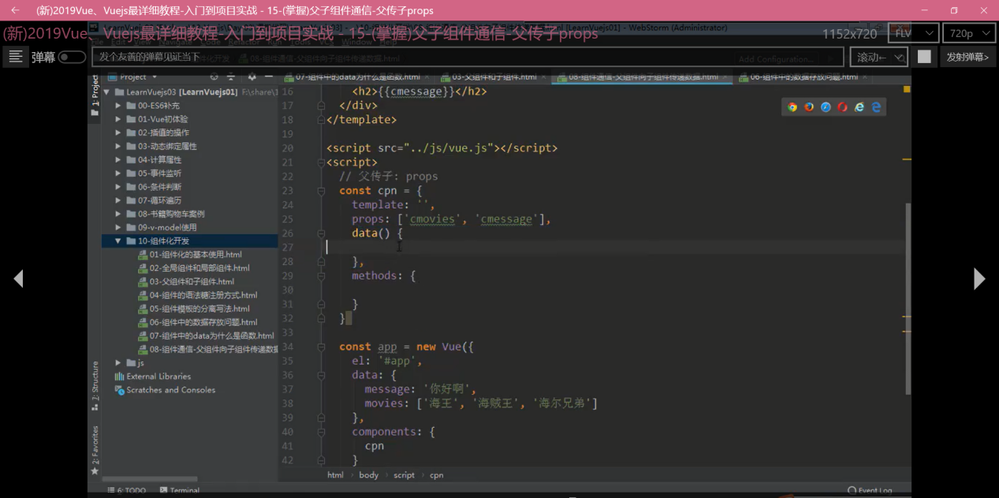 (新)2019Vue、Vuejs最详细教程-入门到项目实战 - 15-(掌握)父子组件通信-父传子props
(新)2019Vue、Vuejs最详细教程-入门到项目实战 - 15-(掌握)父子组件通信-父传子props
1152x720
FLV
720p
弹幕
发个友善的弹幕见证当下
Add Configuration...
滚动←
发射弹幕>
1: Project
Project
07-组件中的data为什么是函数.html
03-父组件和子组件.html
08-组件通信-父组件向子组件传递数据.html
06-组件中的数据存放问题.html
LearnVuejs03 [LearnVuejs01] F:\share\1
00-ES6补充
01-Vue初体验
02-插值的操作
03-动态绑定属性
04-计算属性
05-事件监听
06-条件判断
07-循环遍历
08-书籍购物车案例
09-v-model使用
10-组件化开发
01-组件化的基本使用.html
02-全局组件和局部组件.html
03-父组件和子组件.html
04-组件的语法糖注册方式.html
05-组件模板的分离写法.html
06-组件中的数据存放问题.html
07-组件中的data为什么是函数.html
08-组件通信-父组件向子组件传递数据
js
External Libraries
Scratches and Consoles
7: Structure
2: Favorites
16 <h2>{{cmessage}}</h2>
17 </div>
18 </template>
19
20 <script src="../js/vue.js"></script>
21 <script>
22 // 父传子: props
23 const cpn = {
24 template: '',
25 props: ['cmovies', 'cmessage'],
26 data() {
27
28 },
29 methods: {
30
31 }
32 }
33
34 const app = new Vue({
35 el: '#app',
36 data: {
37 message: '你好啊',
38 movies: ['海王', '海贼王', '海尔兄弟']
39 },
40 components: {
41 cpn
42 }
html › body › script › cpn
6: TODO
Terminal
Event Log